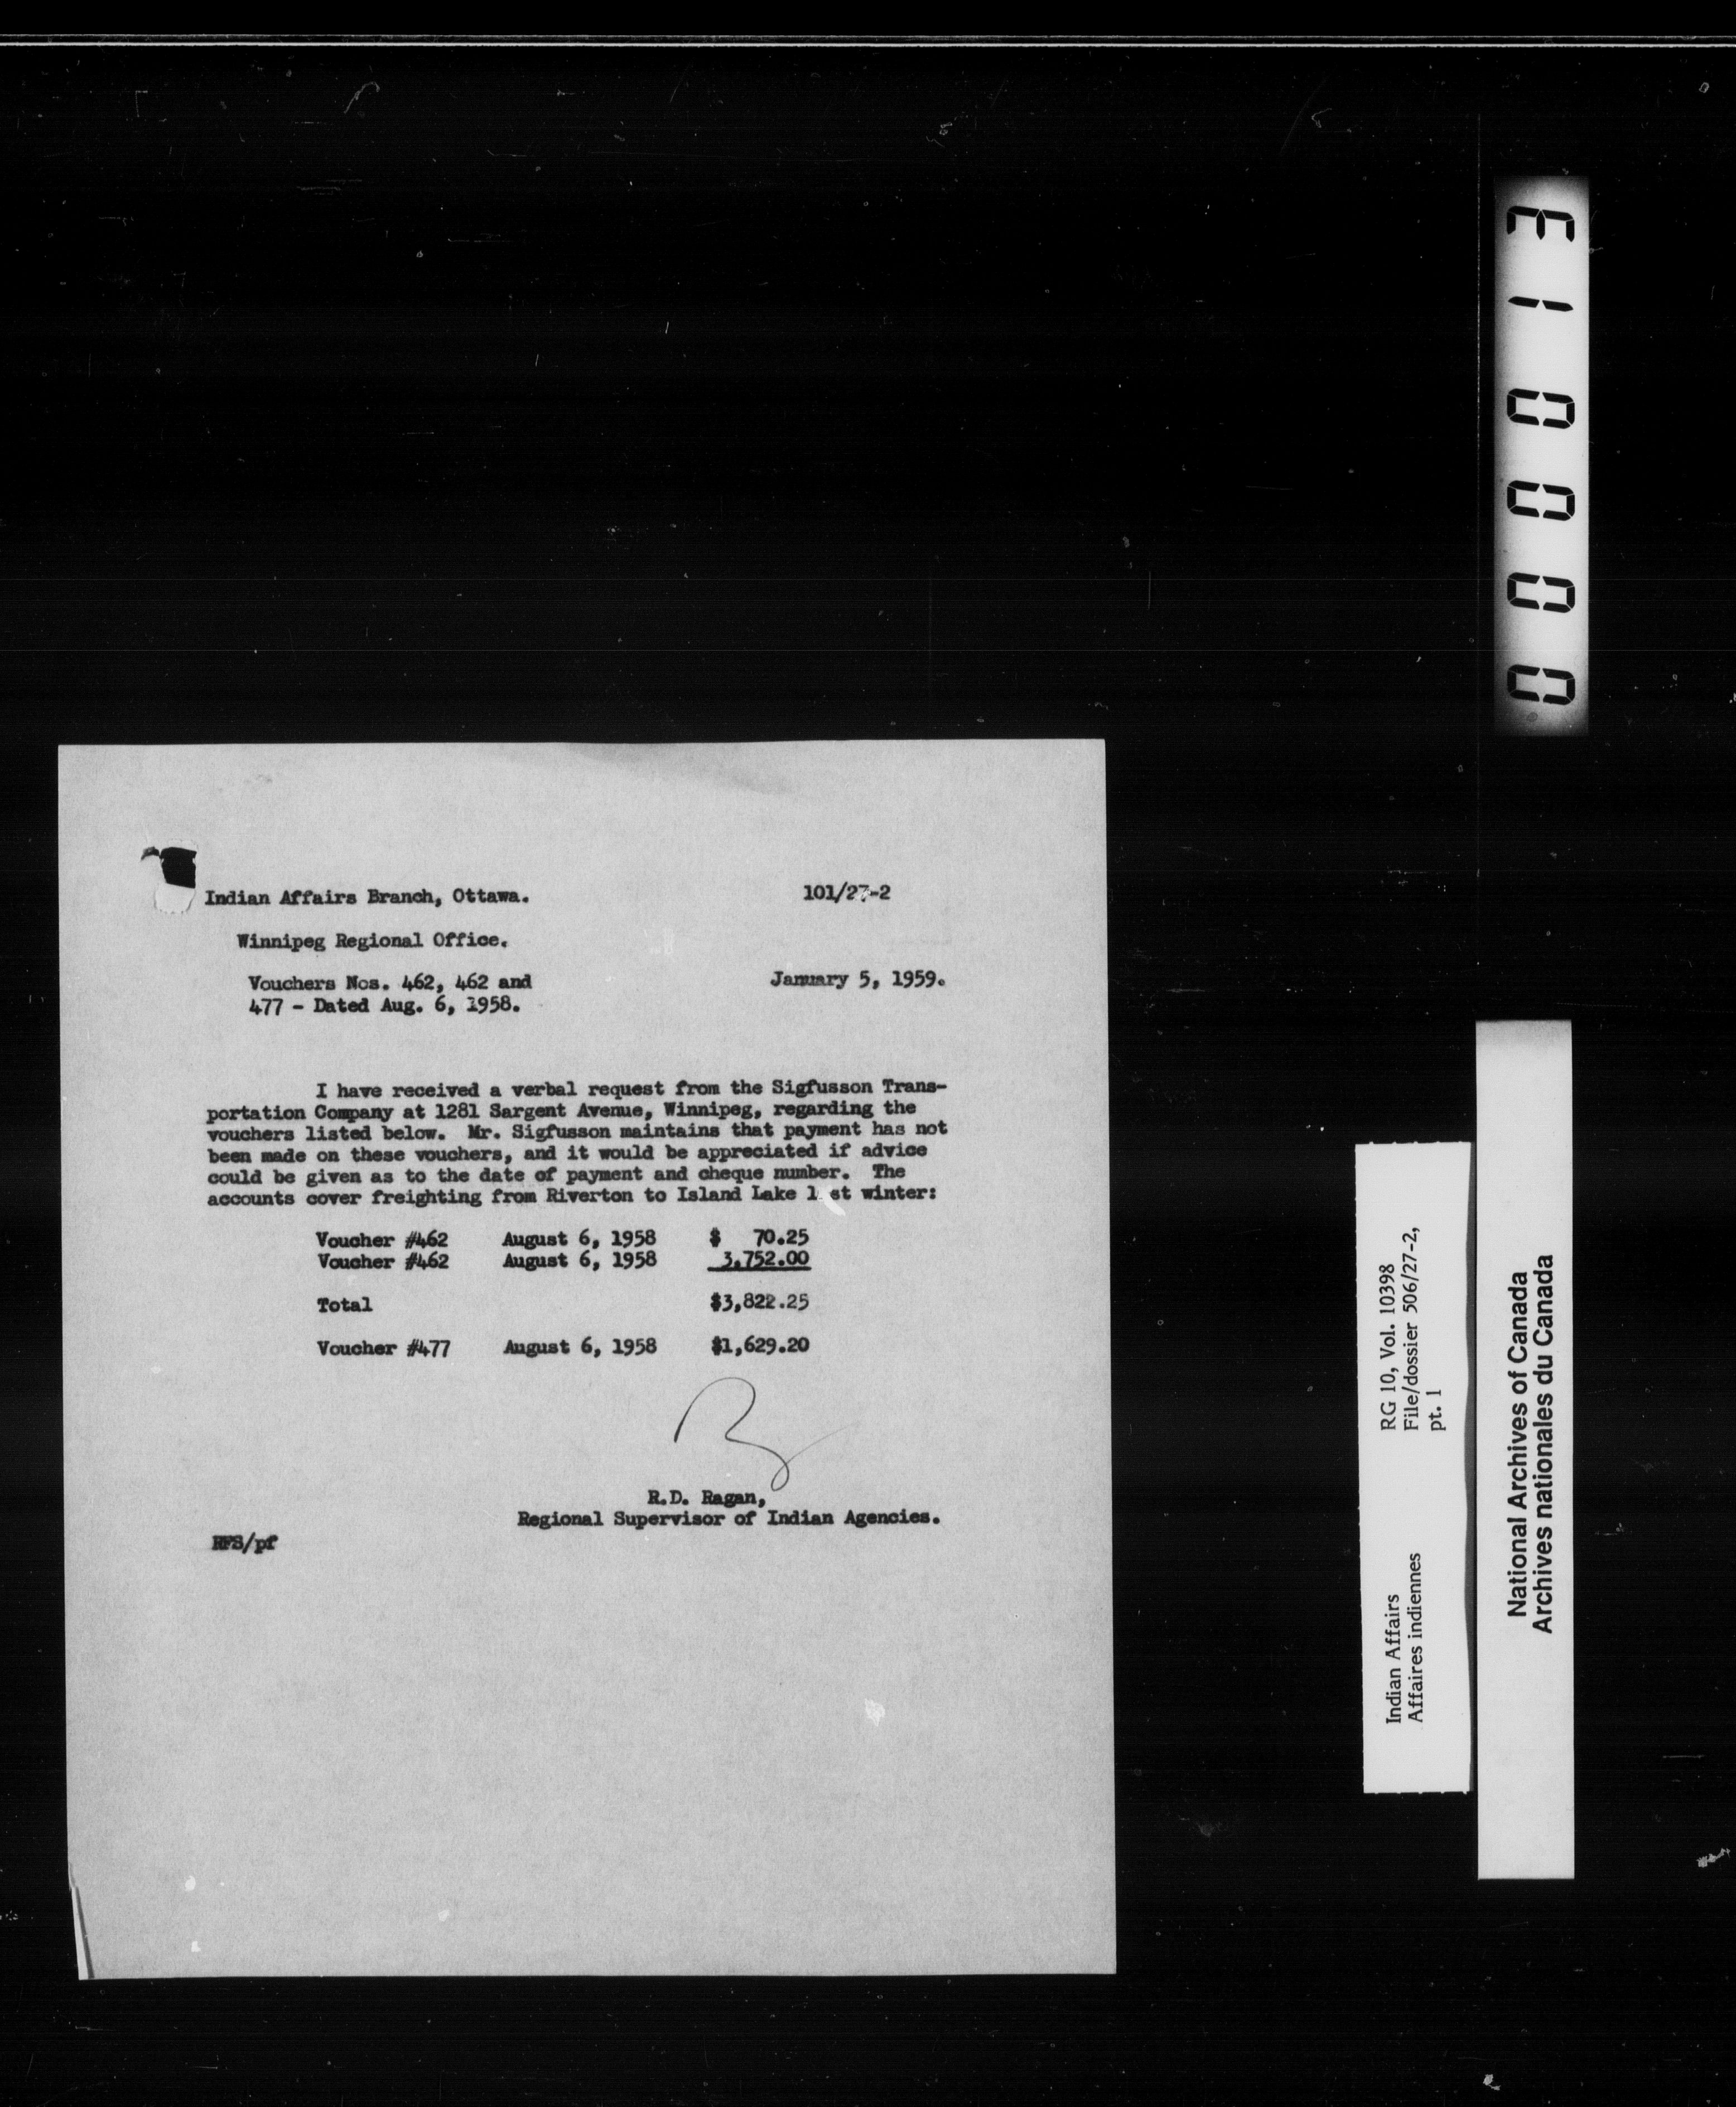 Indian Affairs Branch, Ottawa.
101/27-2
Winnipeg Regional Office.
Vouchers Nos. 462, 462 and
January 5, 1959.
477 - Dated Aug. 6, 1958.
I have received a verbal request from the Sigfusson Trans-
portation Company at 1281 Sargent Avenue, Winnipeg, regarding the
vouchers listed below. Mr. Sigfusson maintains that payment has not
been made on these vouchers, and it would be appreciated if advice
could be given as to the date of payment and cheque number. The
accounts cover freighting from Riverton to Island Lake l st winter:
Voucher #462 August 6, 1958 $ 70.25
Voucher #462 August 6, 1958 3,752.00
Total $3,822.25
Voucher #477 August 6, 1958 $1,629.20
R.D. Ragan,
Regional Supervisor of Indian Agencies.
RFS/pf
000013
Indian Affairs RG 10, Vol. 10398
Affaires indiennes File/dossier 506/27-2,
pt. 1
National Archives of Canada
Archives nationales du Canada